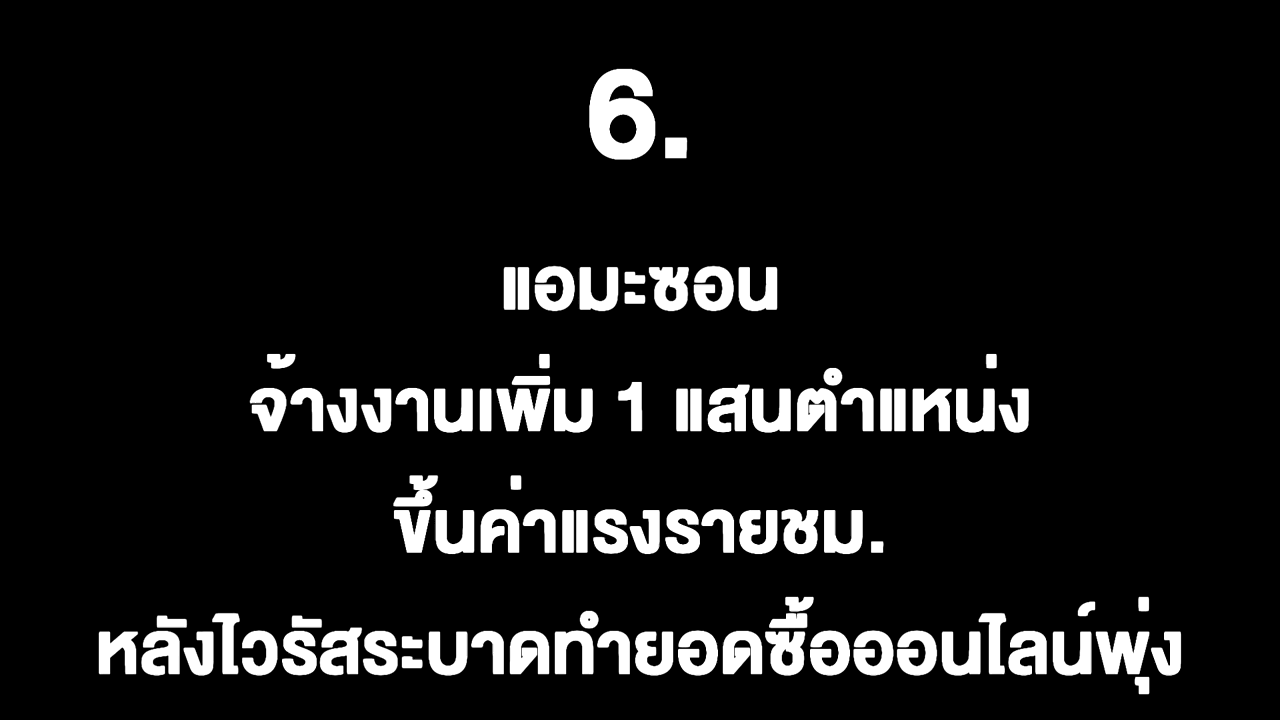 6.
แอมะซอน
จ้างงานเพิ่ม 1 แสนตำแหน่ง
ขึ้นค่าแรงรายชม.
หลังไวรัสระบาดทำยอดซื้อออนไลน์พุ่ง